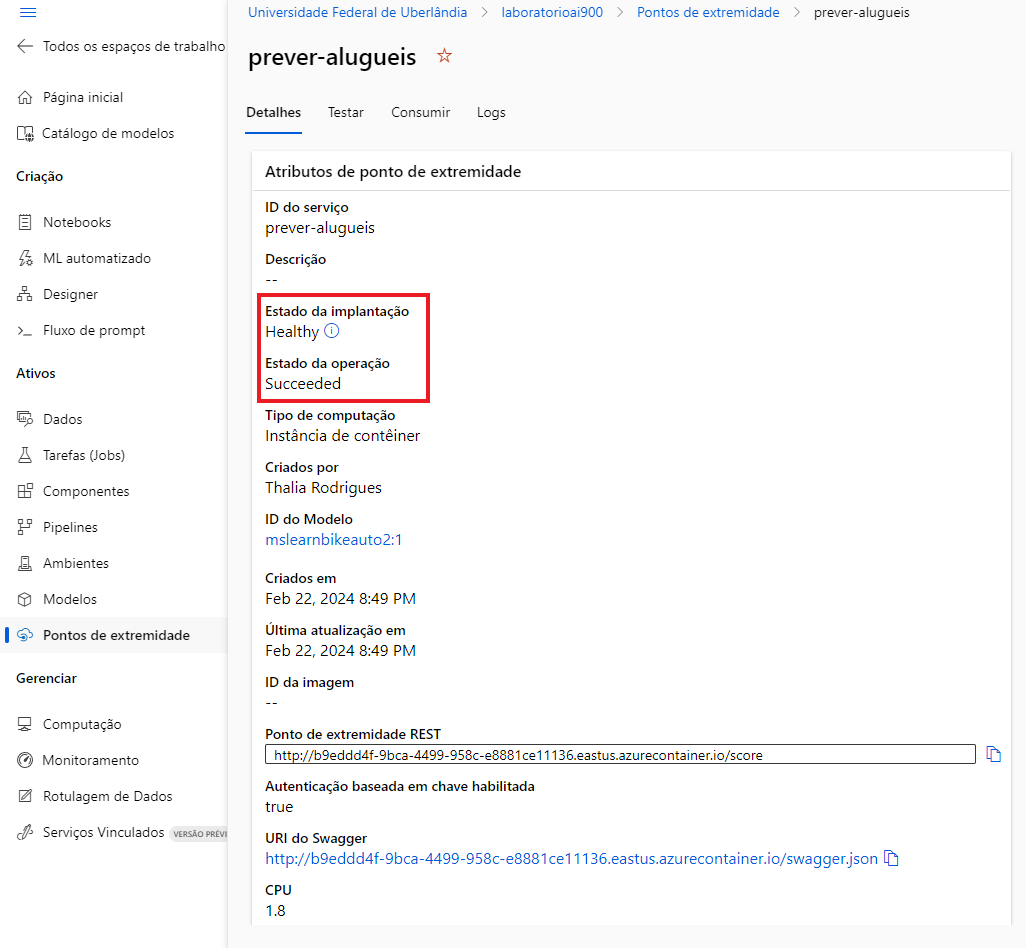 Todos os espaços de trabalho
Página inicial
Catálogo de modelos
Criação
Notebooks
ML automatizado
Designer
Fluxo de prompt
Ativos
Dados
Tarefas (Jobs)
Componentes
Pipelines
Ambientes
Modelos
Pontos de extremidade
Gerenciar
Computação
Monitoramento
Rotulagem de Dados
Serviços Vinculados VERSÃO PRÉVI
Universidade Federal de Uberlândia > laboratorioai900 > Pontos de extremidade > prever-alugueis
prever-alugueis
Detalhes Testar Consumir Logs
Atributos de ponto de extremidade
ID do serviço
prever-alugueis
Descrição
--
Estado da implantação
Healthy
Estado da operação
Succeeded
Tipo de computação
Instância de contêiner
Criados por
Thalia Rodrigues
ID do Modelo
mslearnbikeauto2:1
Criados em
Feb 22, 2024 8:49 PM
Última atualização em
Feb 22, 2024 8:49 PM
ID da imagem
--
Ponto de extremidade REST
http://b9eddd4f-9bca-4499-958c-e8881ce11136.eastus.azurecontainer.io/score
Autenticação baseada em chave habilitada
true
URI do Swagger
http://b9eddd4f-9bca-4499-958c-e8881ce11136.eastus.azurecontainer.io/swagger.json
CPU
1.8